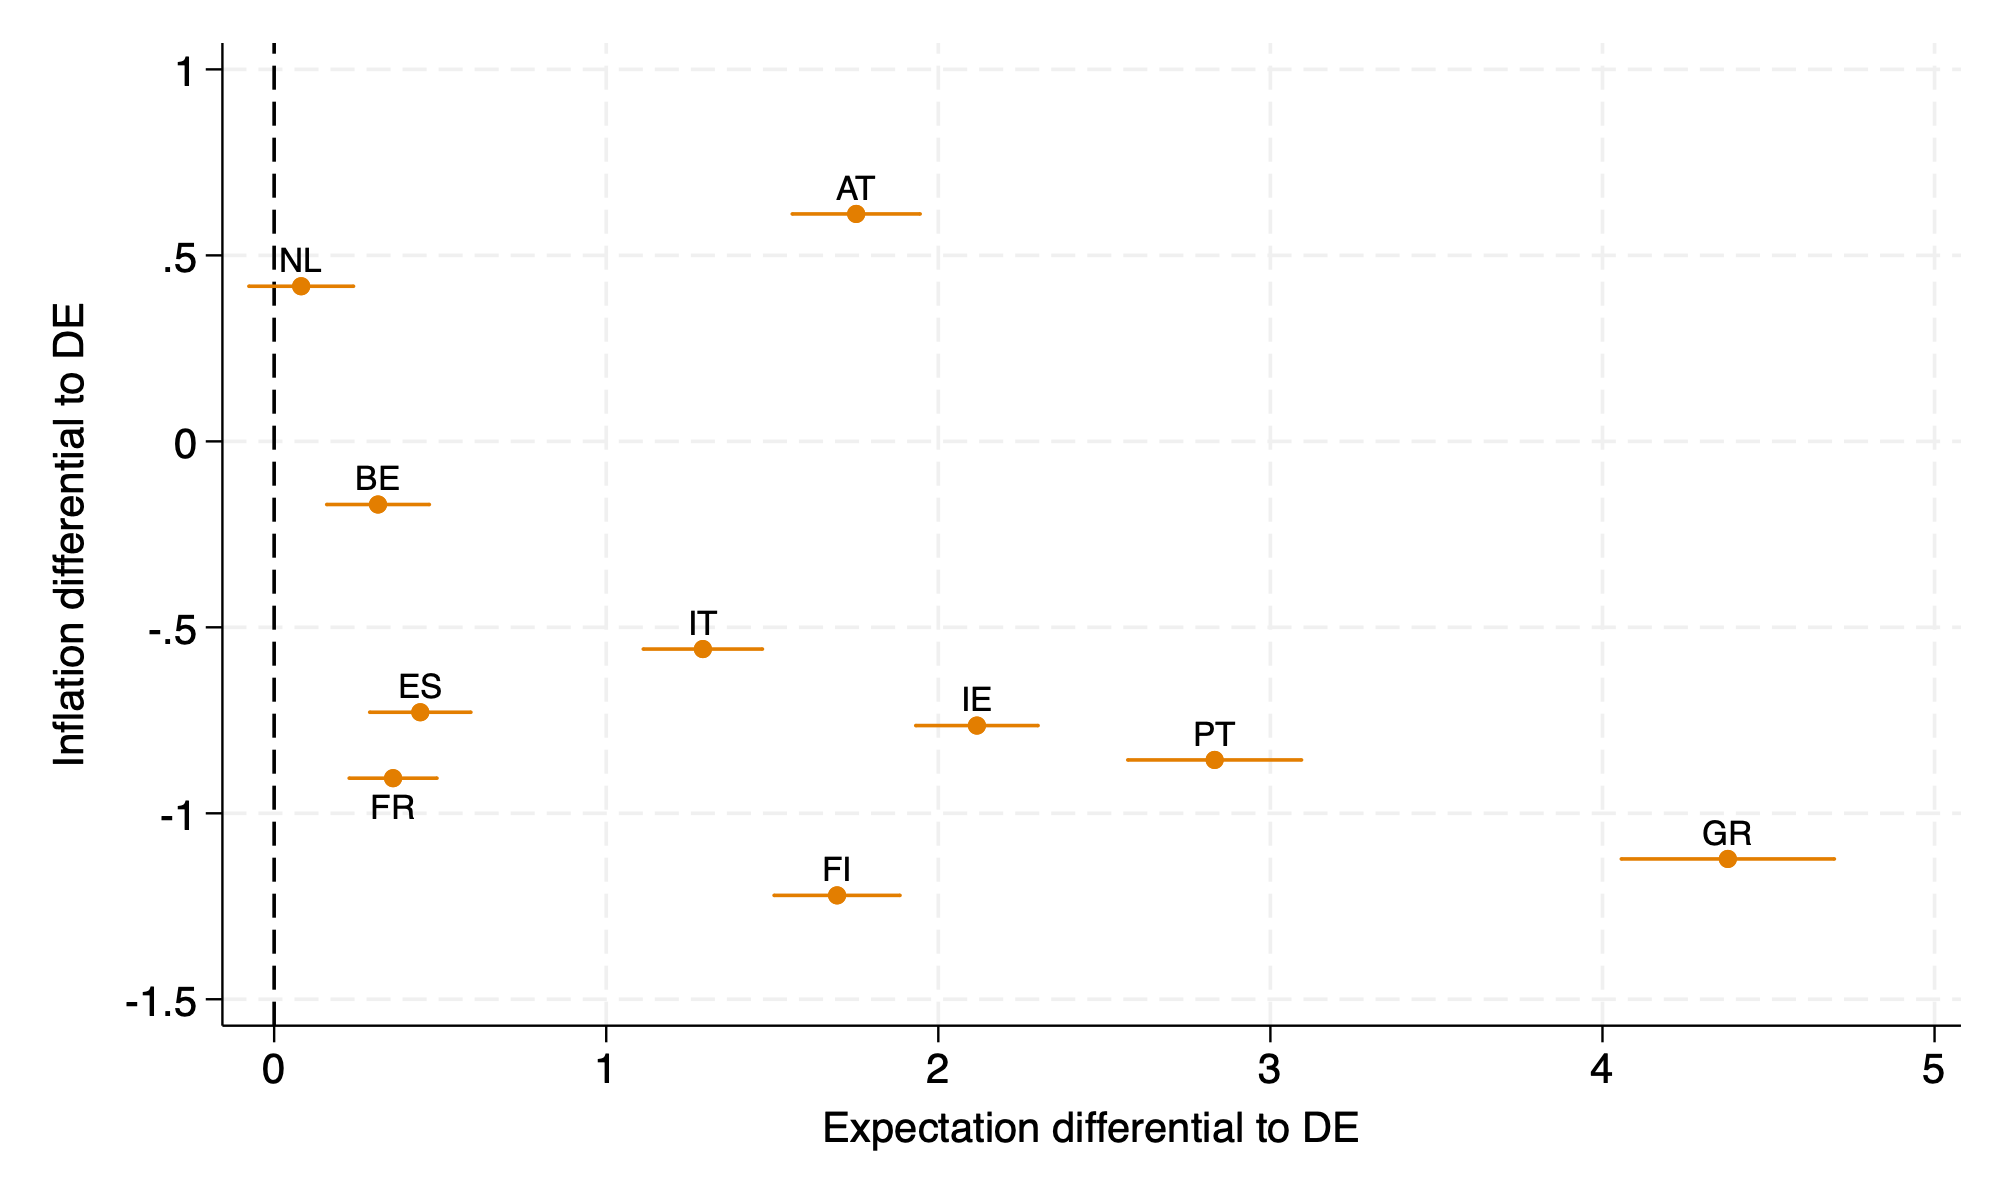 Inflation differential to DE
1
.5
0
-.5
-1
-1.5
AT
NL
BE
IT
ES
IE
PT
FR
GR
FI
0 1 2 3 4 5
Expectation differential to DE